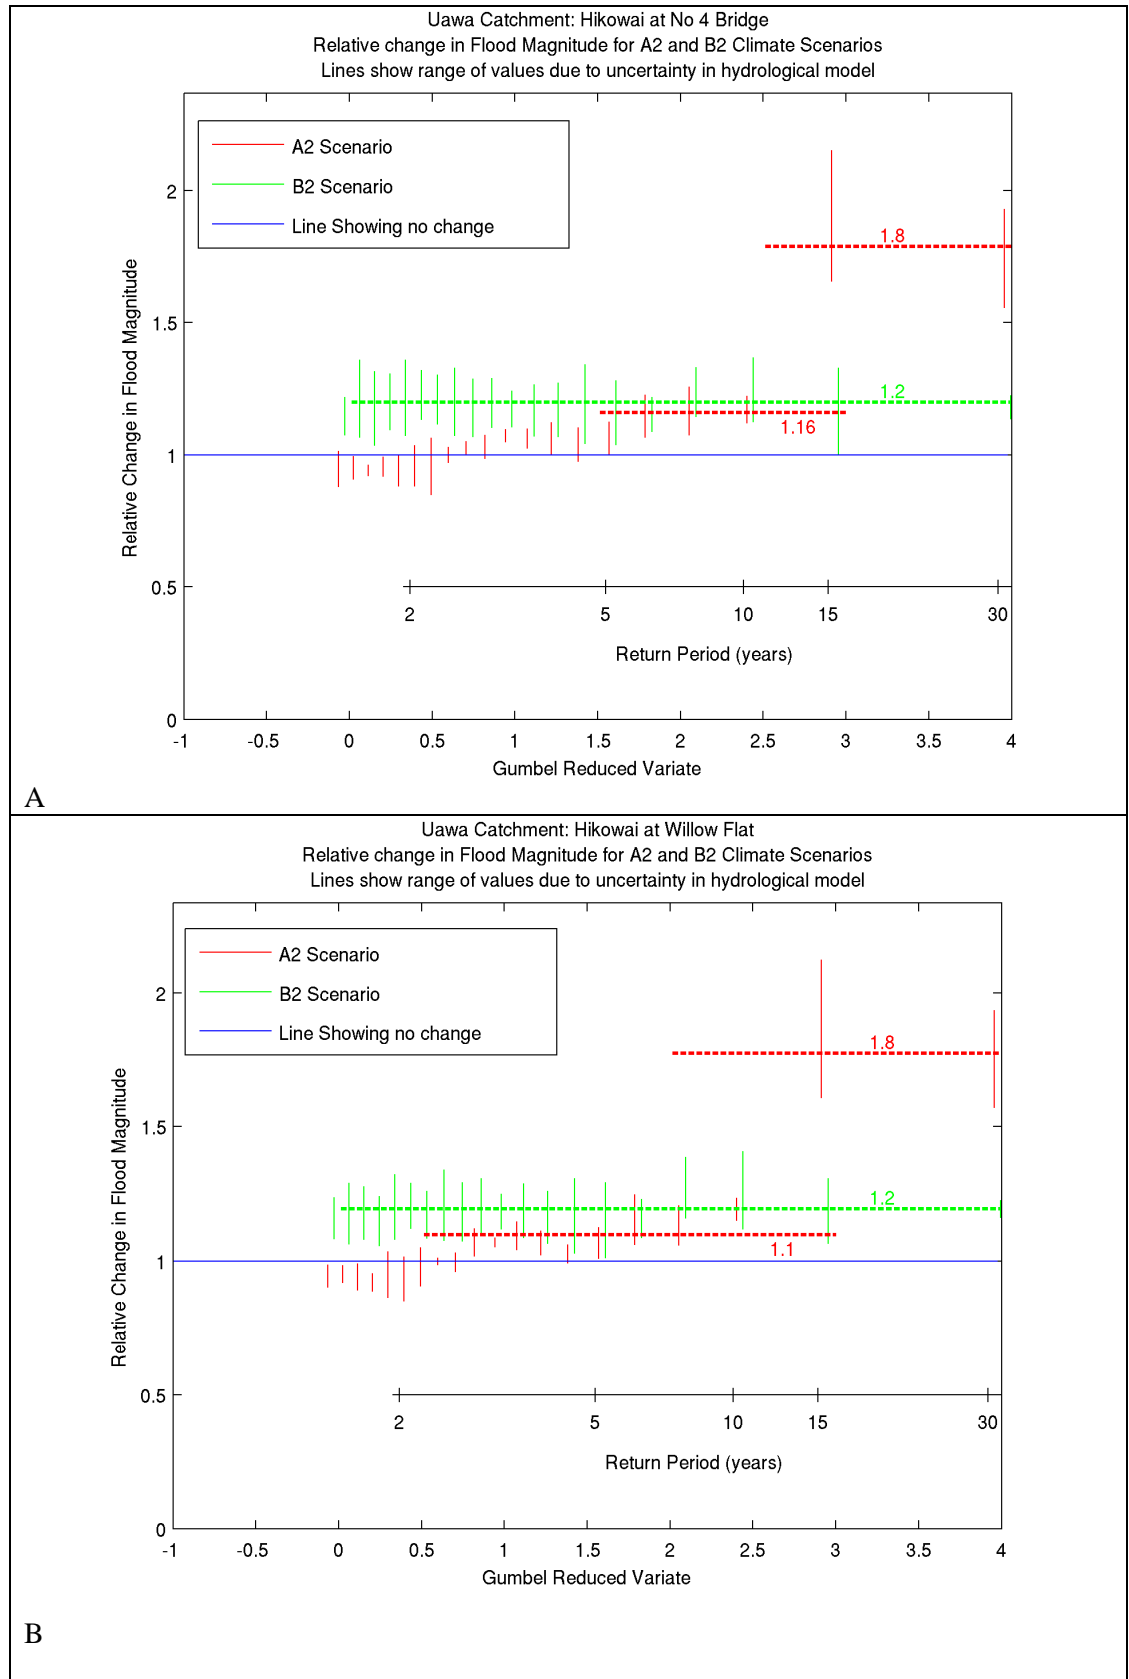 Uawa Catchment: Hikowai at No 4 Bridge
Relative change in Flood Magnitude for A2 and B2 Climate Scenarios
Lines show range of values due to uncertainty in hydrological model
A2 Scenario
B2 Scenario
Line Showing no change
Relative Change in Flood Magnitude
2
1.5
1
0.5
0
1.8
1.2
1.16
2 5 10 15 30
Return Period (years)
-1 -0.5 0 0.5 1 1.5 2 2.5 3 3.5 4
Gumbel Reduced Variate
A
Uawa Catchment: Hikowai at Willow Flat
Relative change in Flood Magnitude for A2 and B2 Climate Scenarios
Lines show range of values due to uncertainty in hydrological model
A2 Scenario
B2 Scenario
Line Showing no change
Relative Change in Flood Magnitude
2
1.5
1
0.5
0
1.8
1.2
1.1
2 5 10 15 30
Return Period (years)
-1 -0.5 0 0.5 1 1.5 2 2.5 3 3.5 4
Gumbel Reduced Variate
B